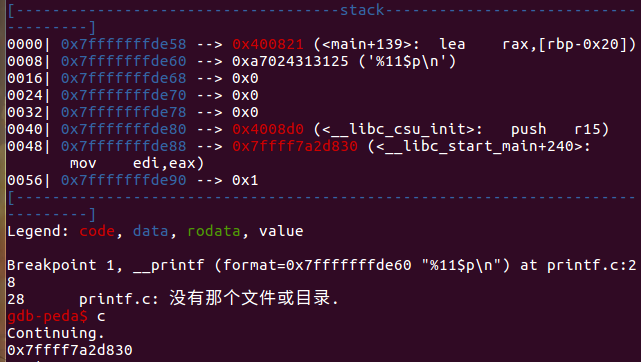 [------------------------------------stack----------------------------
---------]
0000| 0x7fffffffde58 --> 0x400821 (<main+139>:	lea    rax,[rbp-0x20])
0008| 0x7fffffffde60 --> 0xa7024313125 ('%11$p\n')
0016| 0x7fffffffde68 --> 0x0
0024| 0x7fffffffde70 --> 0x0
0032| 0x7fffffffde78 --> 0x0
0040| 0x7fffffffde80 --> 0x4008d0 (<__libc_csu_init>:	push   r15)
0048| 0x7fffffffde88 --> 0x7ffff7a2d830 (<__libc_start_main+240>:
mov    edi,eax)
0056| 0x7fffffffde90 --> 0x1
[---------------------------------------------------------------------
---------]
Legend: code, data, rodata, value
Breakpoint 1, __printf (format=0x7fffffffde60 "%11$p\n") at printf.c:2
8
28	printf.c: 没有那个文件或目录.
gdb-peda$ c
Continuing.
0x7ffff7a2d830